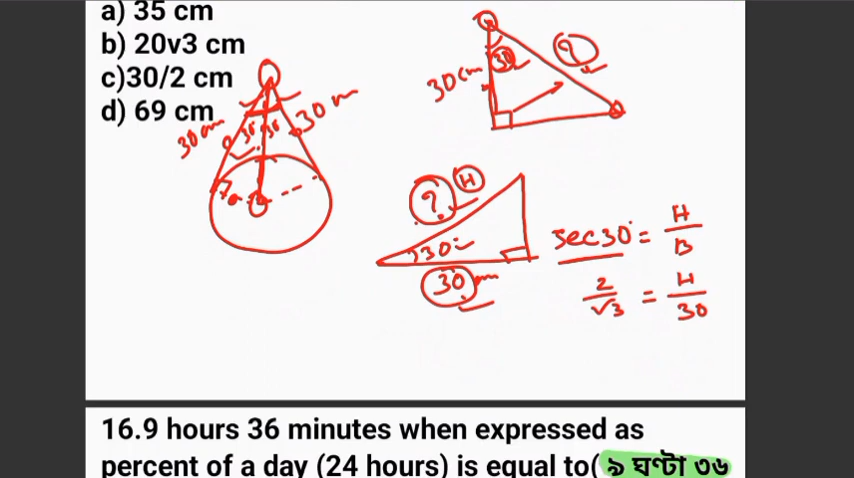 a) 35 cm
b) 20v3 cm
c)30/2 cm
d) 69 cm
30 cm
30
30
30 cm
30 cm
30
?
? H
30°
30 cm
sec30° = H/B
2/√3 = H/30
16.9 hours 36 minutes when expressed as
percent of a day (24 hours) is equal to( ৯ ঘণ্টা ৩৬